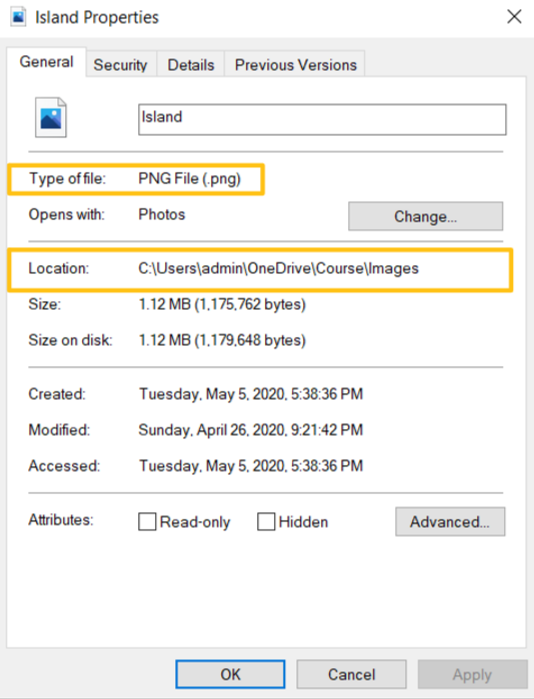 Island Properties
General Security Details Previous Versions
Island
Type of file: PNG File (.png)
Opens with: Photos Change...
Location: C:\Users\admin\OneDrive\Course\Images
Size: 1.12 MB (1,175,762 bytes)
Size on disk: 1.12 MB (1,179,648 bytes)
Created: Tuesday, May 5, 2020, 5:38:36 PM
Modified: Sunday, April 26, 2020, 9:21:42 PM
Accessed: Tuesday, May 5, 2020, 5:38:36 PM
Attributes: Read-only Hidden Advanced...
OK Cancel Apply